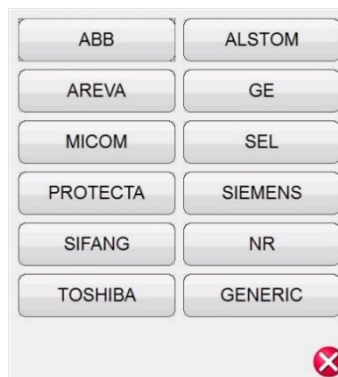 ABB ALSTOM
AREVA GE
MICOM SEL
PROTECTA SIEMENS
SIFANG NR
TOSHIBA GENERIC